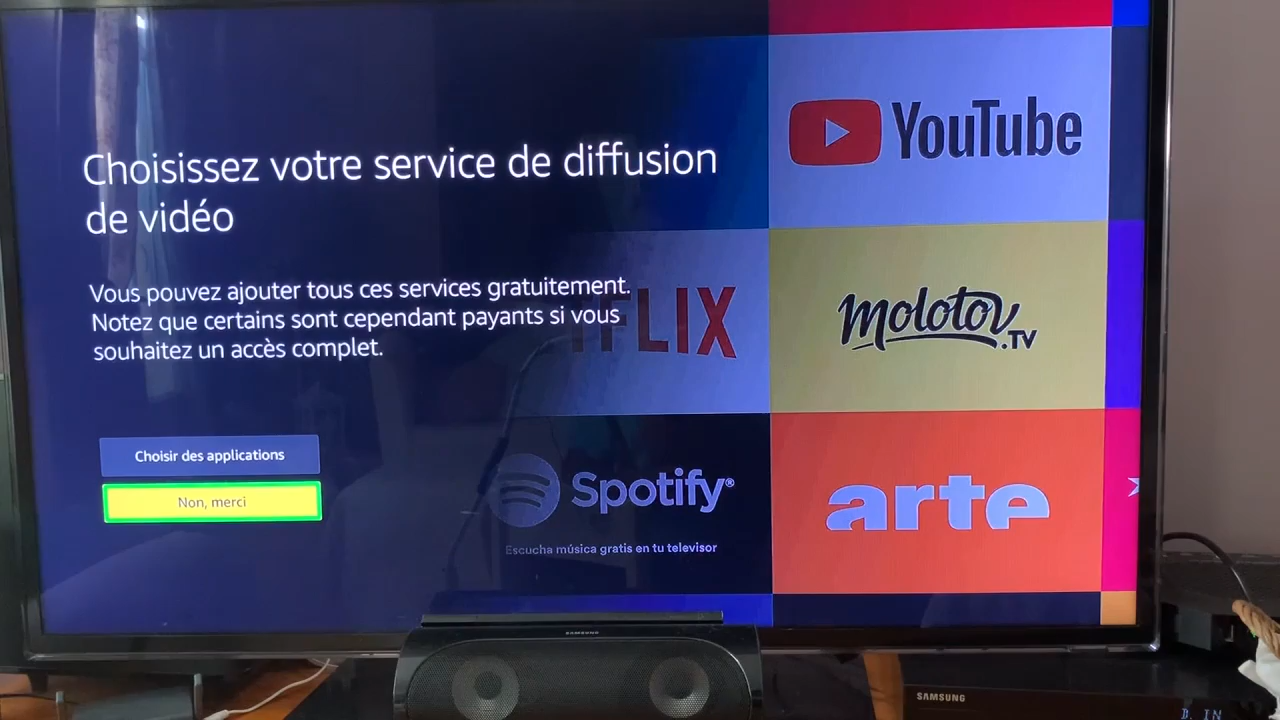 Choisissez votre service de diffusion
de vidéo
Vous pouvez ajouter tous ces services gratuitement.
Notez que certains sont cependant payants si vous
souhaitez un accès complet.
Choisir des applications
Non, merci
YouTube
FLIX
molotov.TV
Spotify®
Escucha música gratis en tu televisor
arte
SAMSUNG
SAMSUNG